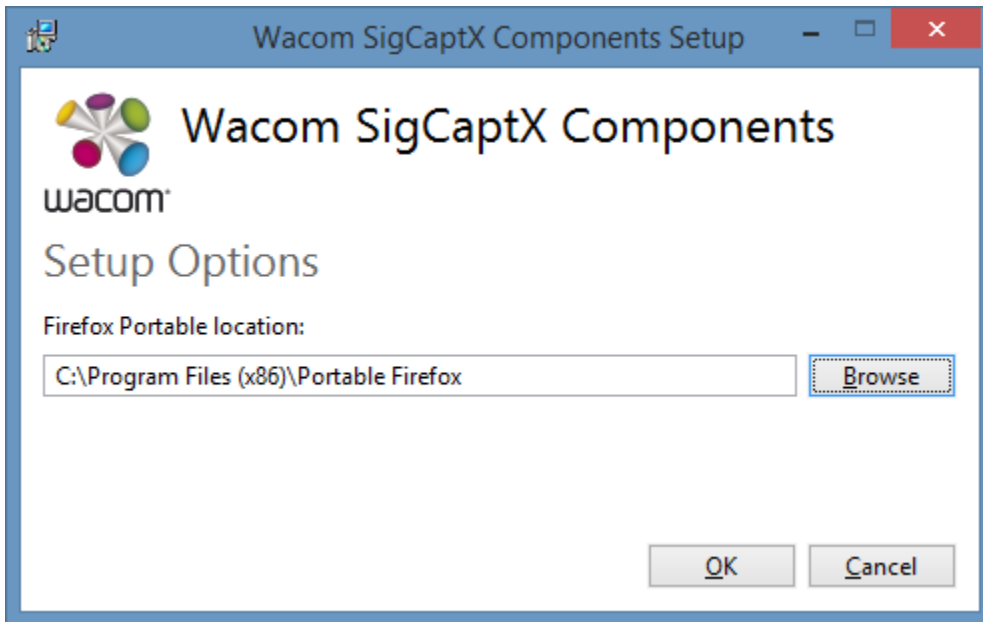 Wacom SigCaptX Components Setup
Wacom SigCaptX Components
wacom
Setup Options
Firefox Portable location:
C:\Program Files (x86)\Portable Firefox
Browse
OK
Cancel